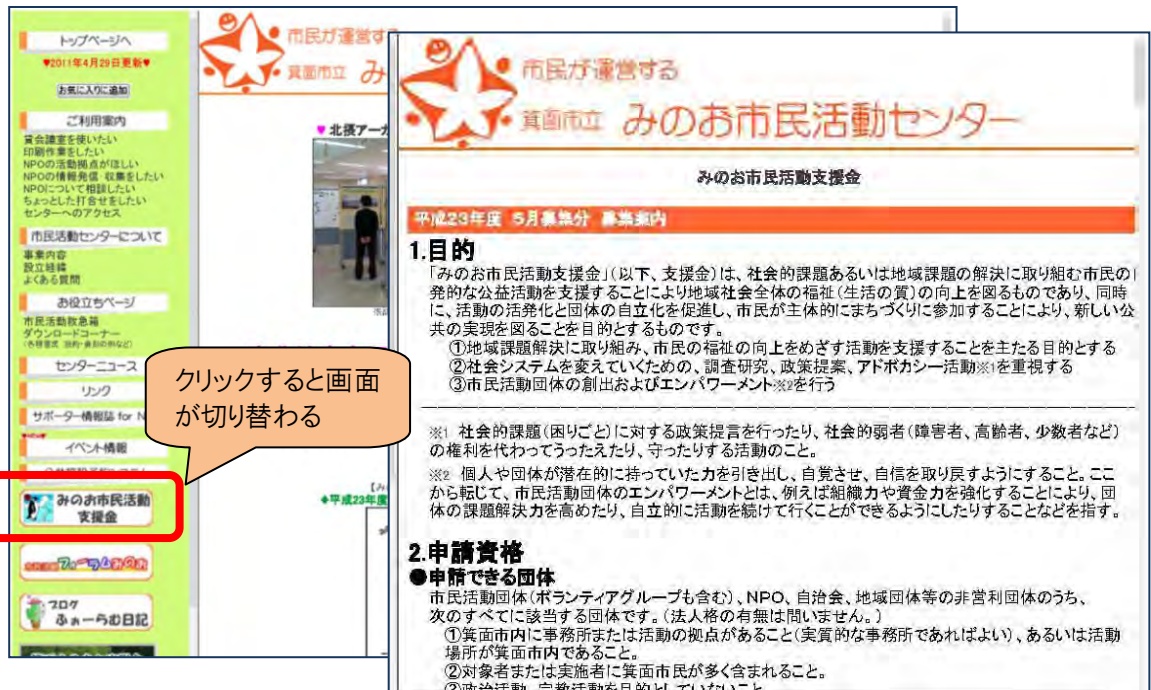 トップページへ
♥2011年4月29日更新♥
お気に入りに追加
ご利用案内
貸会議室を使いたい
印刷作業をしたい
NPOの活動拠点がほしい
NPOの情報発信・収集をしたい
NPOについて相談したい
ちょっとした打合せをしたい
センターへのアクセス
市民活動センターについて
事業内容
設立経緯
よくある質問
お役立ちページ
市民活動救急箱
ダウンロードコーナー
センターニュース
リンク
サポーター情報誌 for N
イベント情報
みのお市民活動
支援金
フォーラムみのお
ブログ
ふぉーらむ日記
市民が運営す
箕面市立 み
♥北摂アーカ
◆平成23年度
クリックすると画面
が切り替わる
市民が運営する
箕面市立 みのお市民活動センター
みのお市民活動支援金
平成23年度 5月募集分 募集案内
1.目的
「みのお市民活動支援金」(以下、支援金)は、社会的課題あるいは地域課題の解決に取り組む市民の
発的な公益活動を支援することにより地域社会全体の福祉(生活の質)の向上を図るものであり、同時
に、活動の活発化と団体の自立化を促進し、市民が主体的にまちづくりに参加することにより、新しい公
共の実現を図ることを目的とするものです。
①地域課題解決に取り組み、市民の福祉の向上をめざす活動を支援することを主たる目的とする
②社会システムを変えていくための、調査研究、政策提案、アドボカシー活動※1を重視する
③市民活動団体の創出およびエンパワーメント※2を行う
※1 社会的課題(困りごと)に対する政策提言を行ったり、社会的弱者(障害者、高齢者、少数者など)
の権利を代わってうったえたり、守ったりする活動のこと。
※2 個人や団体が潜在的に持っていた力を引き出し、自覚させ、自信を取り戻すようにすること。ここ
から転じて、市民活動団体のエンパワーメントとは、例えば組織力や資金力を強化することにより、団
体の課題解決力を高めたり、自立的に活動を続けて行くことができるようにしたりすることなどを指す。
2.申請資格
●申請できる団体
市民活動団体(ボランティアグループも含む)、NPO、自治会、地域団体等の非営利団体のうち、
次のすべてに該当する団体です。(法人格の有無は問いません。)
①箕面市内に事務所または活動の拠点があること(実質的な事務所であればよい)、あるいは活動
場所が箕面市内であること。
②対象者または実施者に箕面市民が多く含まれること。
③政治活動、宗教活動を目的としていないこと